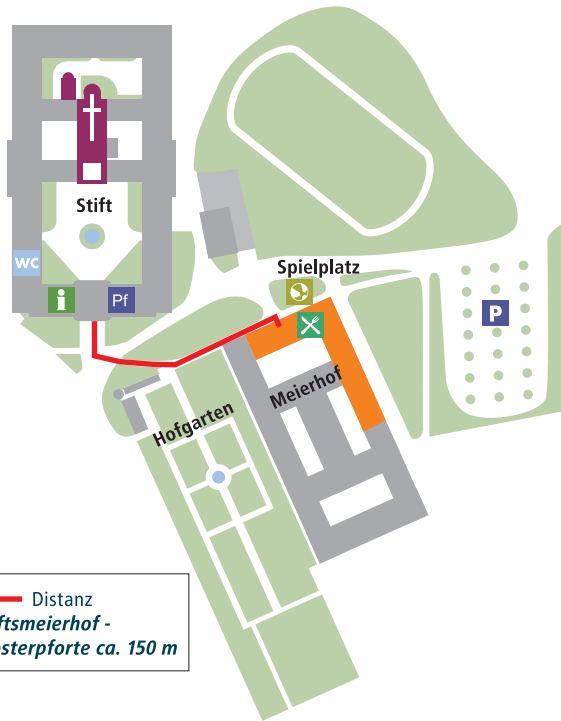 Stift
WC
i
Pf
Spielplatz
P
Meierhof
Hofgarten
Distanz
ftsmeierhof -
sterpforte ca. 150 m